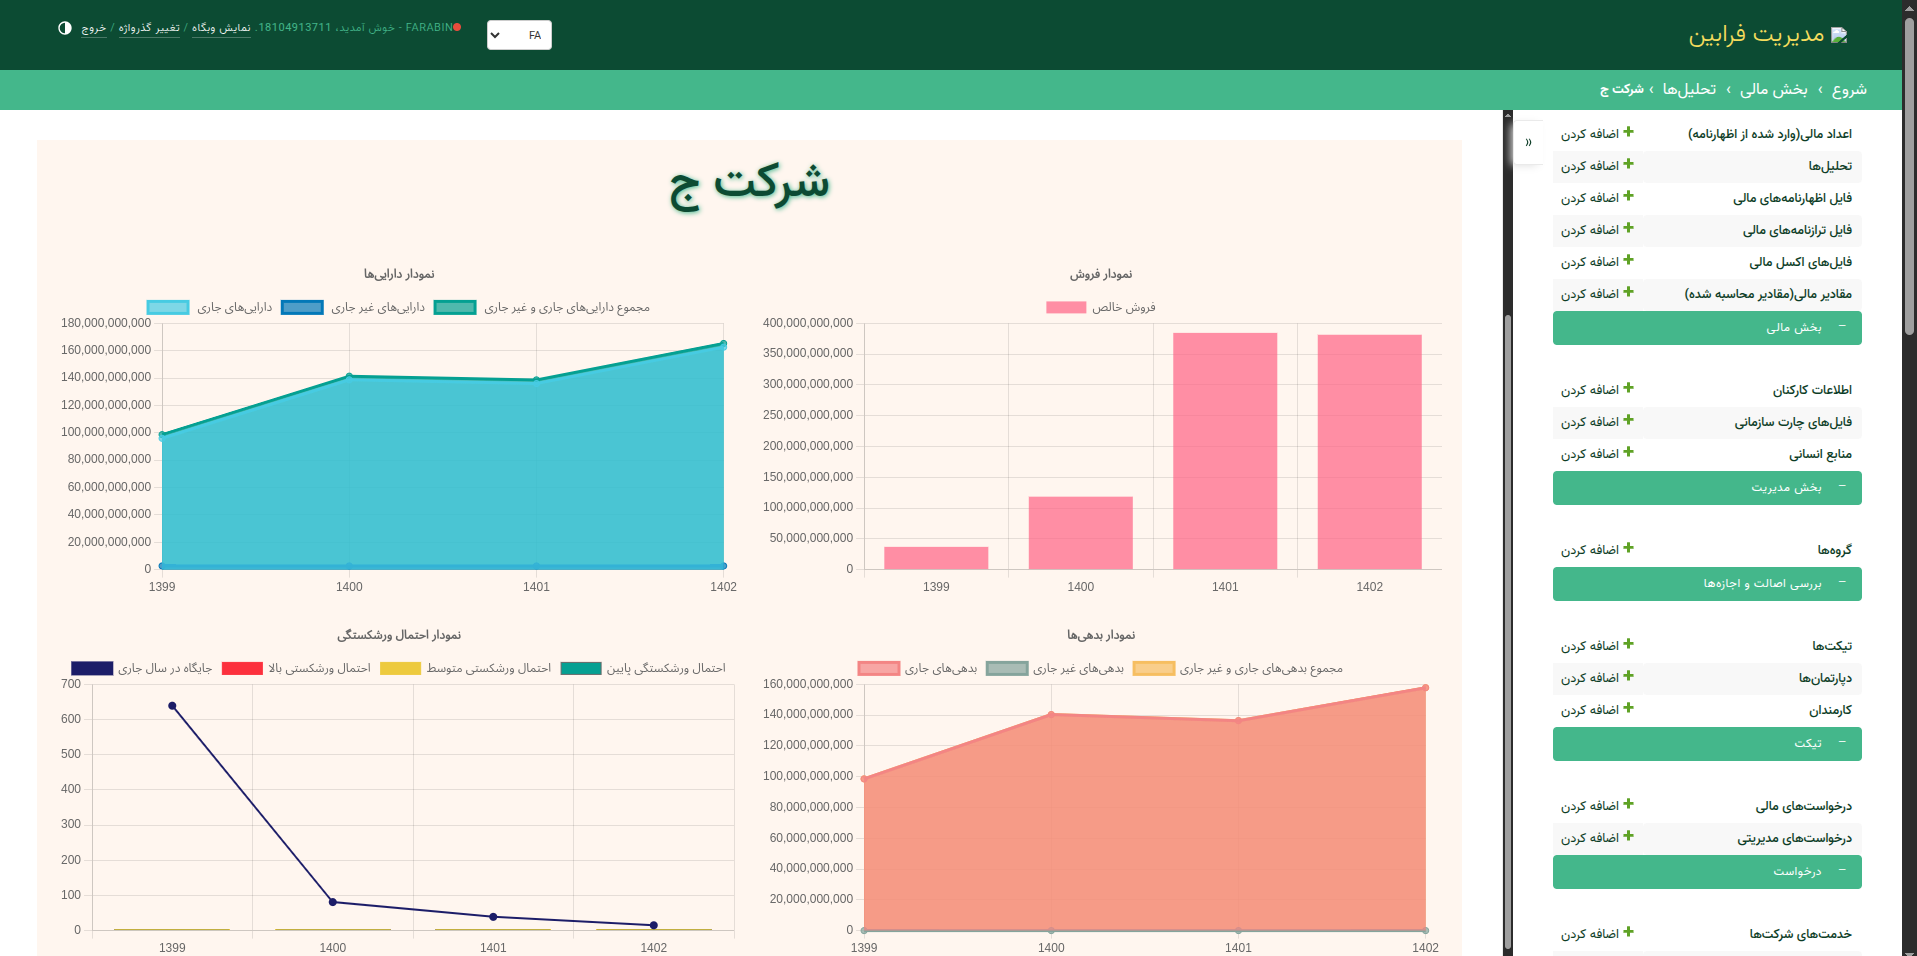 مدیریت فرابین
FA
FARABIN - خوش آمدید، 18104913711. نمایش وبگاه / تغییر گذرواژه / خروج
شروع › بخش مالی › تحلیل‌ها › شرکت ج
اعداد مالی(وارد شده از اظهارنامه) اضافه کردن
تحلیل‌ها اضافه کردن
فایل اظهارنامه‌های مالی اضافه کردن
فایل ترازنامه‌های مالی اضافه کردن
فایل‌های اکسل مالی اضافه کردن
مقادیر مالی(مقادیر محاسبه شده) اضافه کردن
− بخش مالی
اطلاعات کارکنان اضافه کردن
فایل‌های چارت سازمانی اضافه کردن
منابع انسانی اضافه کردن
− بخش مدیریت
گروه‌ها اضافه کردن
− بررسی اصالت و اجازه‌ها
تیکت‌ها اضافه کردن
دپارتمان‌ها اضافه کردن
کارمندان اضافه کردن
− تیکت
درخواست‌های مالی اضافه کردن
درخواست‌های مدیریتی اضافه کردن
− درخواست
خدمت‌های شرکت‌ها اضافه کردن
»
شرکت ج
نمودار فروش
فروش خالص
400,000,000,000
350,000,000,000
300,000,000,000
250,000,000,000
200,000,000,000
150,000,000,000
100,000,000,000
50,000,000,000
0
1399 1400 1401 1402
نمودار دارایی‌ها
دارایی‌های جاری دارایی‌های غیر جاری مجموع دارایی‌های جاری و غیر جاری
180,000,000,000
160,000,000,000
140,000,000,000
120,000,000,000
100,000,000,000
80,000,000,000
60,000,000,000
40,000,000,000
20,000,000,000
0
1399 1400 1401 1402
نمودار بدهی‌ها
بدهی‌های جاری بدهی‌های غیر جاری مجموع بدهی‌های جاری و غیر جاری
160,000,000,000
140,000,000,000
120,000,000,000
100,000,000,000
80,000,000,000
60,000,000,000
40,000,000,000
20,000,000,000
0
1399 1400 1401 1402
نمودار احتمال ورشکستگی
جایگاه در سال جاری احتمال ورشکستی بالا احتمال ورشکستی متوسط احتمال ورشکستگی پایین
700
600
500
400
300
200
100
0
1399 1400 1401 1402